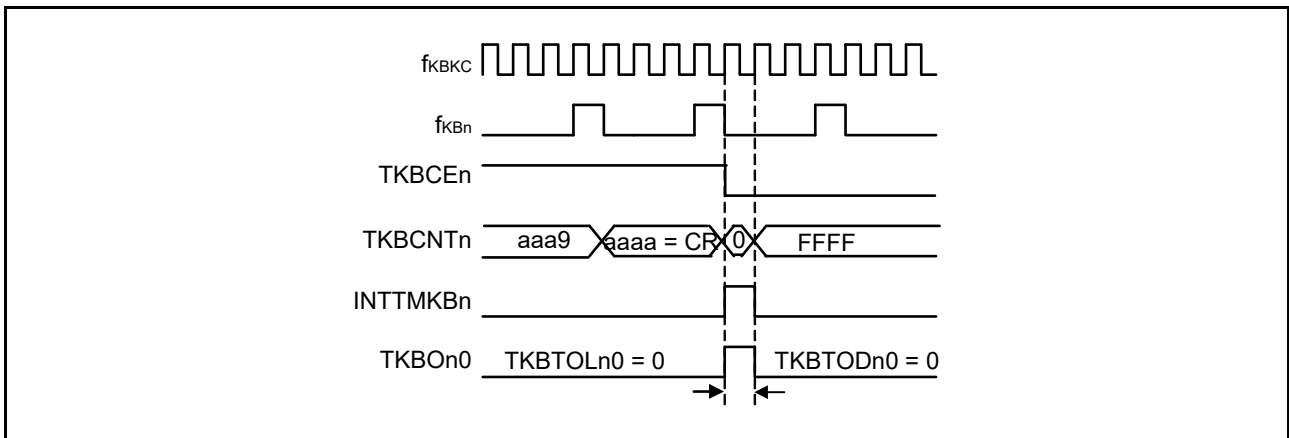 fKBKC
fKBn
TKBCEn
TKBCNTn aaa9 aaaa = CR 0 FFFF
INTTMKBn
TKBOn0 TKBTOLn0 = 0 TKBTODn0 = 0